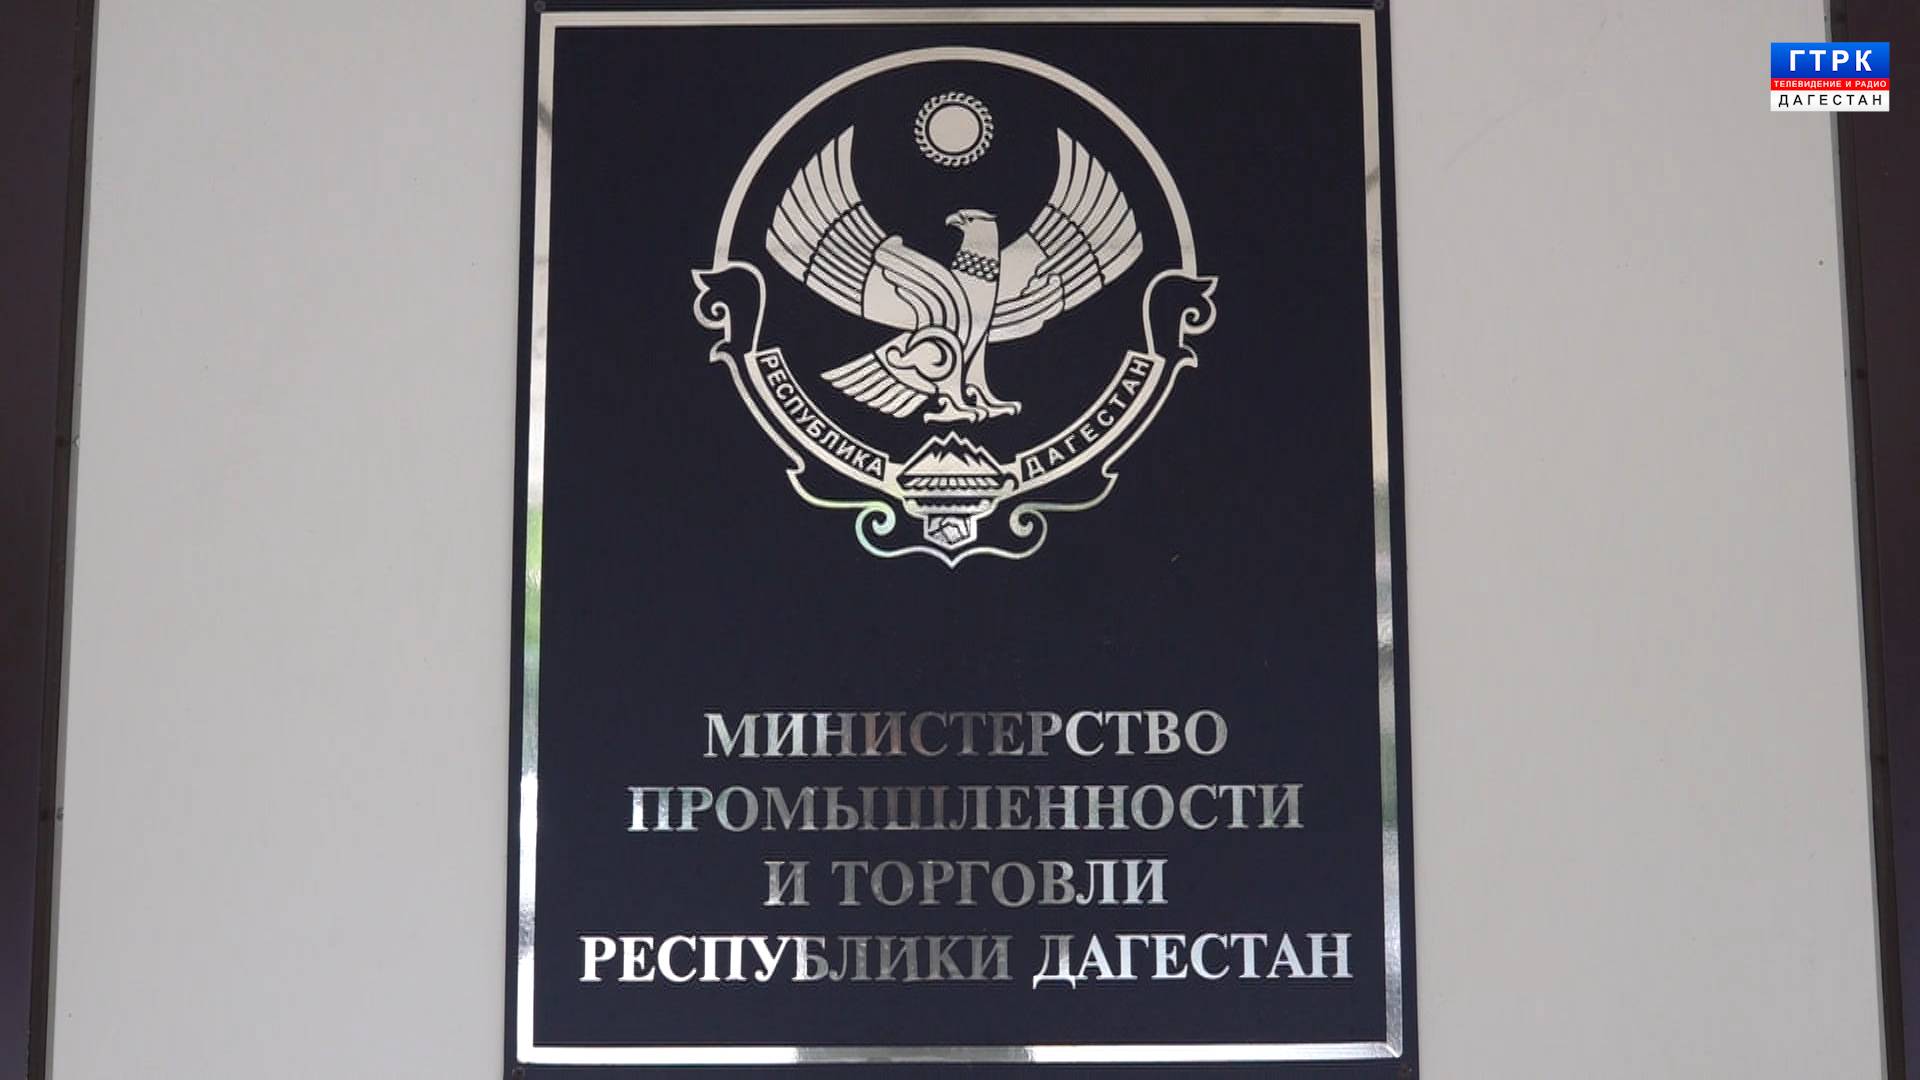 ГТРК
ТЕЛЕВИДЕНИЕ И РАДИО
ДАГЕСТАН
РЕСПУБЛИКА ДАГЕСТАН
МИНИСТЕРСТВО
ПРОМЫШЛЕННОСТИ
И ТОРГОВЛИ
РЕСПУБЛИКИ ДАГЕСТАН